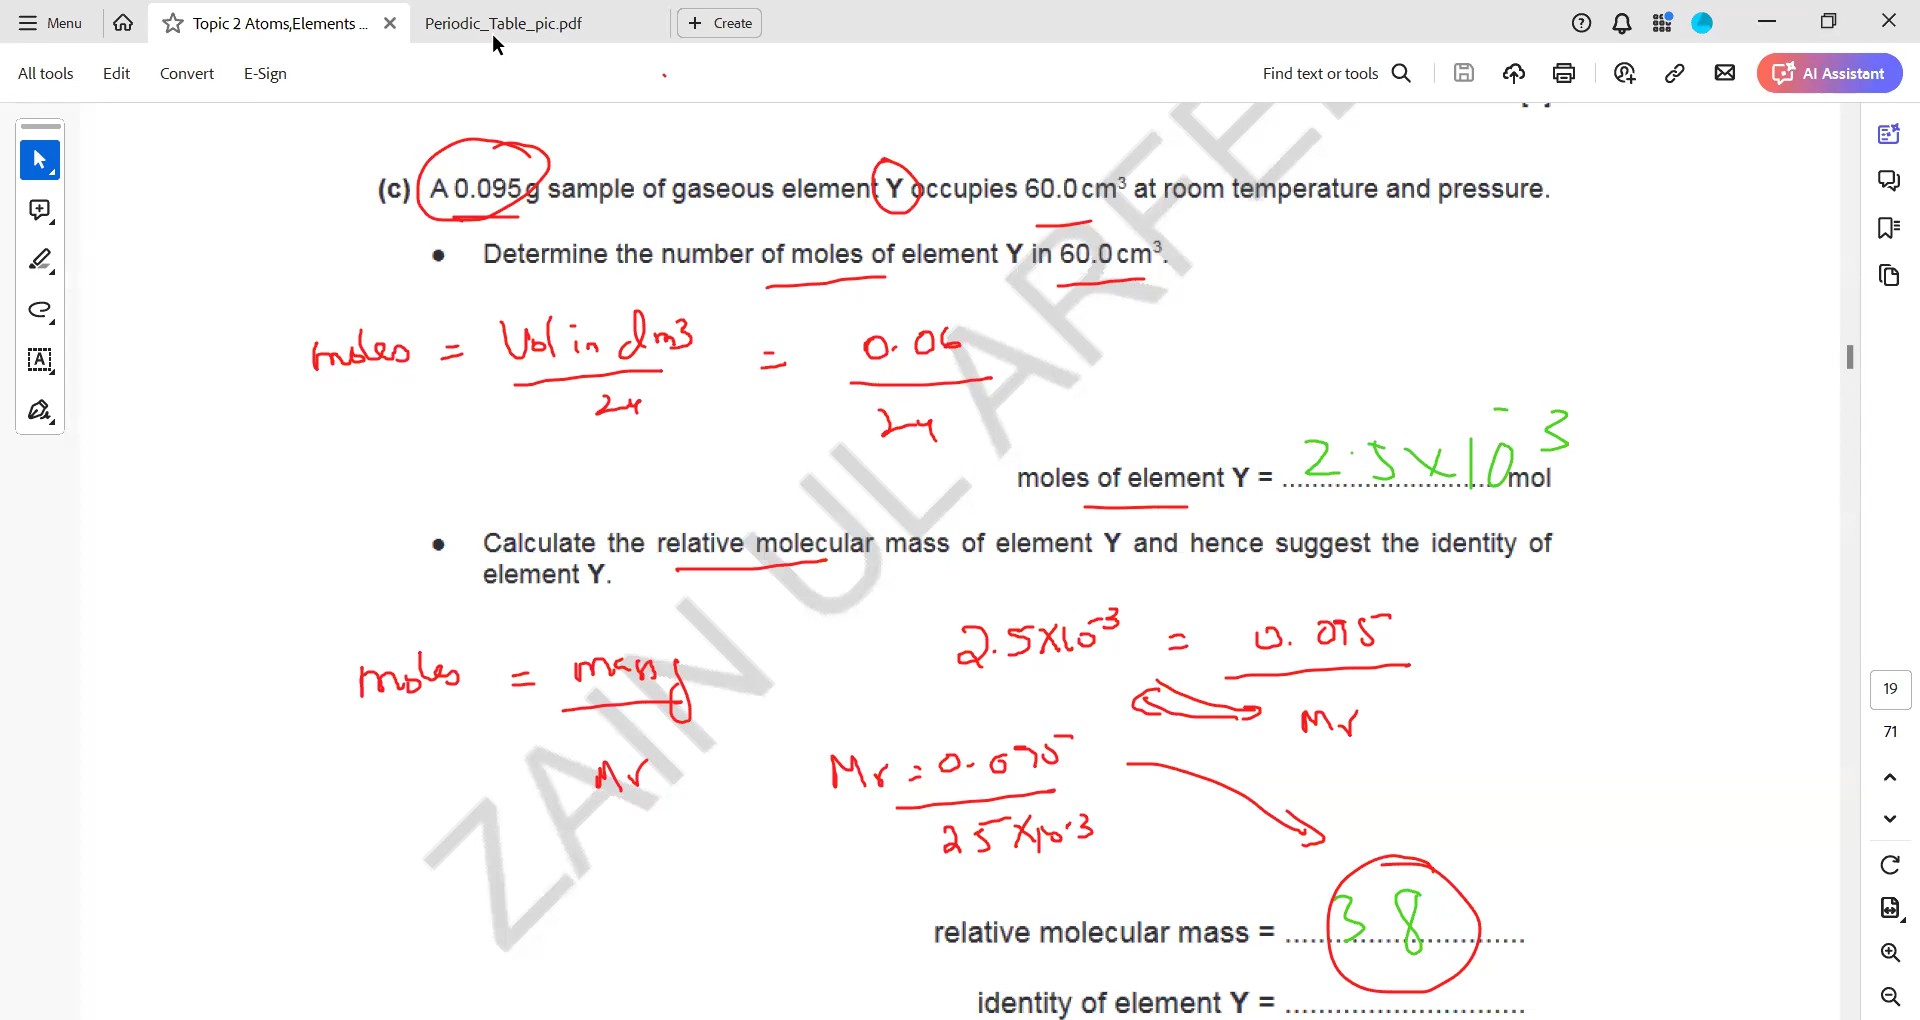 Menu Topic 2 Atoms,Elements ... Periodic_Table_pic.pdf Create
All tools Edit Convert E-Sign Find text or tools AI Assistant
(c) A 0.095g sample of gaseous element Y occupies 60.0cm³ at room temperature and pressure.
• Determine the number of moles of element Y in 60.0cm³.
moles = Vol in dm3 = 0.06
24 24
2.5x10-3
moles of element Y = .............................. mol
• Calculate the relative molecular mass of element Y and hence suggest the identity of
element Y.
2.5x10-3 = 0.095
moles = mass
Mr
Mr
Mr = 0.095
2.5x10-3
38
relative molecular mass = ..............................
identity of element Y = ..............................
ZAIN UL ARFE
19
71